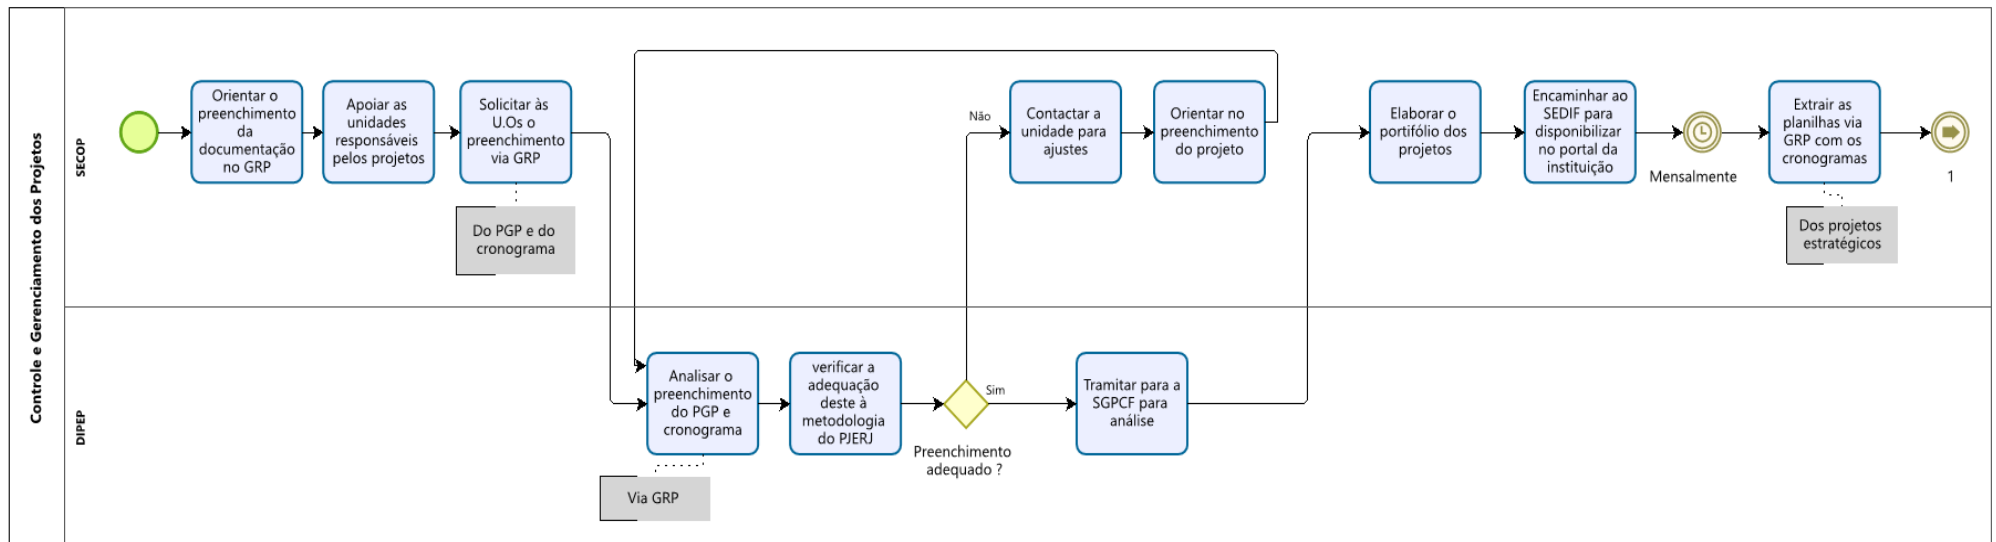 Controle e Gerenciamento dos Projetos
SECOP
Orientar o
preenchimento
da
documentação
no GRP
Apoiar as
unidades
responsáveis
pelos projetos
Solicitar às
U.Os o
preenchimento
via GRP
Do PGP e do
cronograma
Não
Contactar a
unidade para
ajustes
Orientar no
preenchimento
do projeto
Elaborar o
portifólio dos
projetos
Encaminhar ao
SEDIF para
disponibilizar
no portal da
instituição
Mensalmente
Extrair as
planilhas via
GRP com os
cronogramas
Dos projetos
estratégicos
1
DIPEP
Analisar o
preenchimento
do PGP e
cronograma
Via GRP
verificar a
adequação
deste à
metodologia
do PJERJ
Preenchimento
adequado ?
Sim
Tramitar para a
SGPCF para
análise